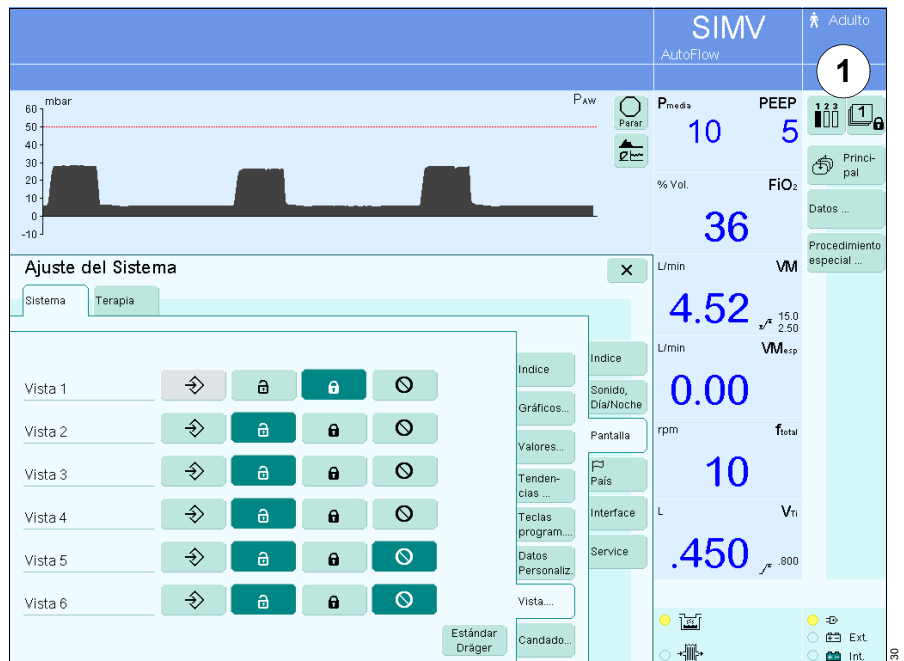 SIMV
AutoFlow
Adulto
1
mbar
PAW
60
50
40
30
20
10
0
-10
Parar
Pmedia
PEEP
10
5
1 2 3
1
Princi-
pal
Datos ...
Procedimiento
especial ...
% Vol.
FiO2
36
L/min
VM
4.52
15.0
2.50
L/min
VMesp
0.00
rpm
ftotal
10
L
VTi
.450
.800
Ajuste del Sistema
Sistema
Terapia
Vista 1
Vista 2
Vista 3
Vista 4
Vista 5
Vista 6
Estándar
Dräger
Indice
Gráficos...
Valores...
Tenden-
cias ...
Teclas
program....
Datos
Personaliz.
Vista....
Candado...
Indice
Sonido,
Día/Noche
Pantalla
País
Interface
Service
Ext.
Int.
30